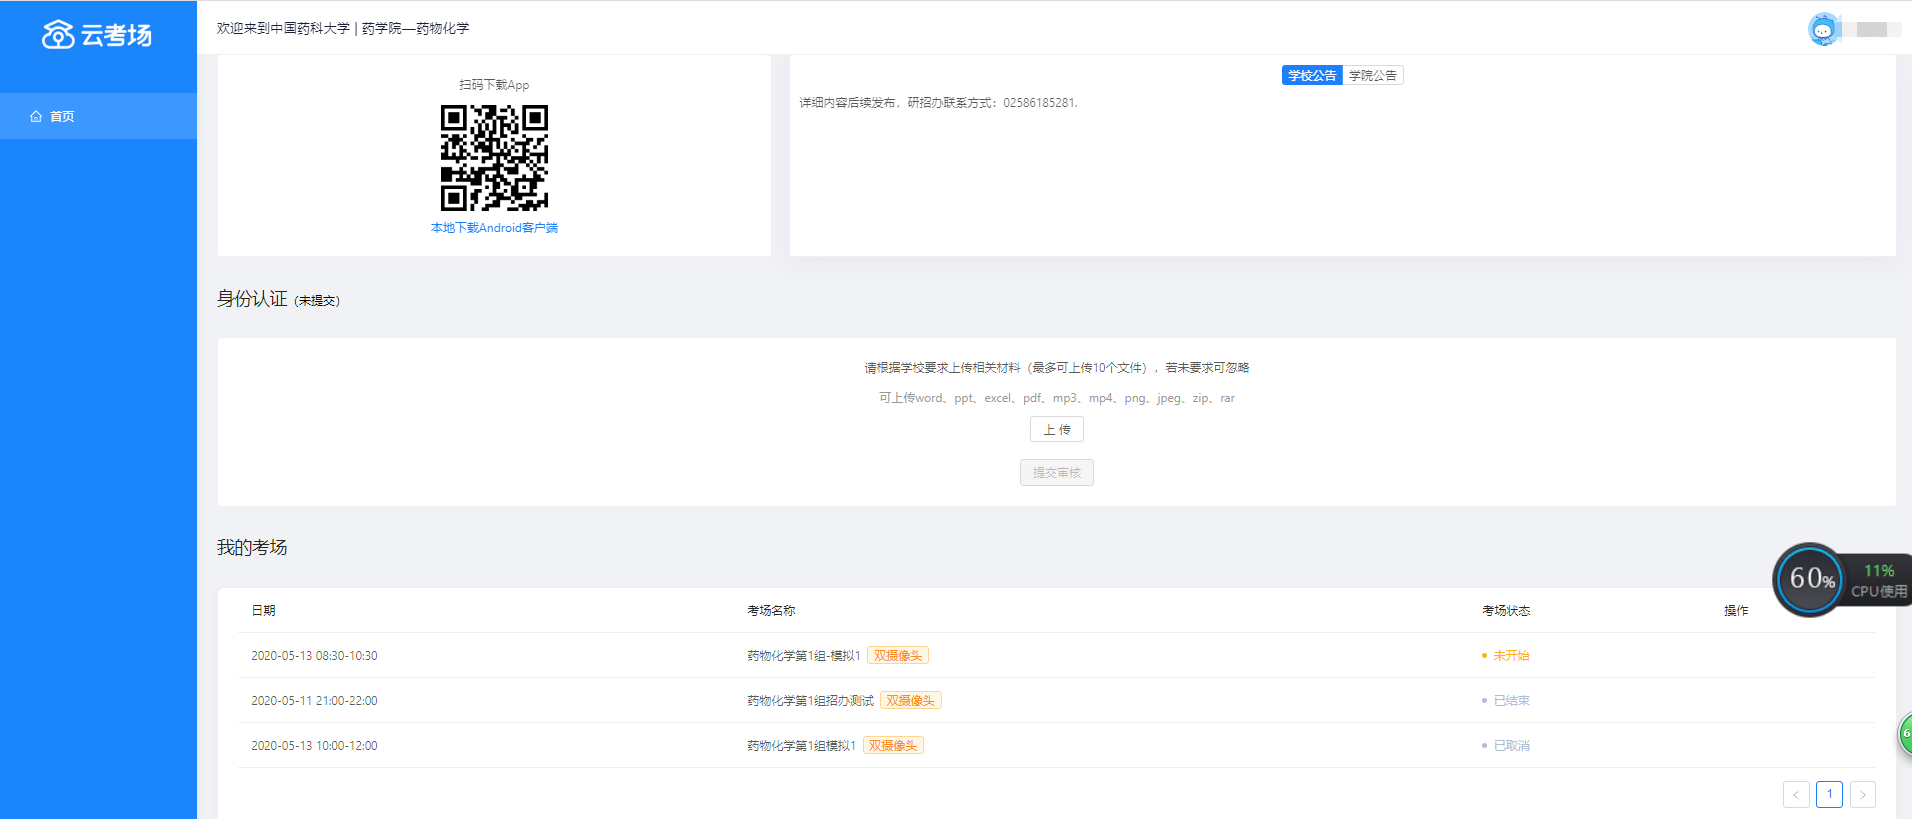 云考场
欢迎来到中国药科大学 | 药学院—药物化学
首页
扫码下载App
本地下载Android客户端
学校公告 学院公告
详细内容后续发布，研招办联系方式：02586185281.
身份认证（未提交）
请根据学校要求上传相关材料（最多可上传10个文件），若未要求可忽略
可上传word、ppt、excel、pdf、mp3、mp4、png、jpeg、zip、rar
上 传
提交审核
我的考场
日期 考场名称 考场状态 操作
2020-05-13 08:30-10:30 药物化学第1组-模拟1 双摄像头 未开始
2020-05-11 21:00-22:00 药物化学第1组招办测试 双摄像头 已结束
2020-05-13 10:00-12:00 药物化学第1组模拟1 双摄像头 已取消
< 1 >
60%
11%
CPU使用